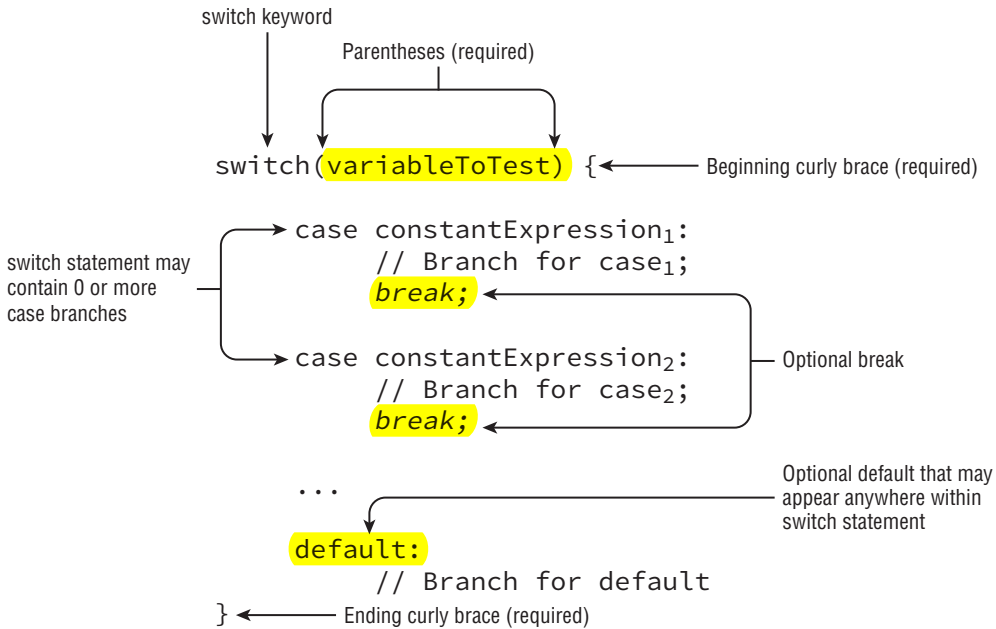 switch keyword
Parentheses (required)
switch(variableToTest) {
Beginning curly brace (required)
case constantExpression₁:
// Branch for case₁;
break;
switch statement may
contain 0 or more
case branches
case constantExpression₂:
// Branch for case₂;
break;
Optional break
...
Optional default that may
appear anywhere within
switch statement
default:
// Branch for default
}
Ending curly brace (required)